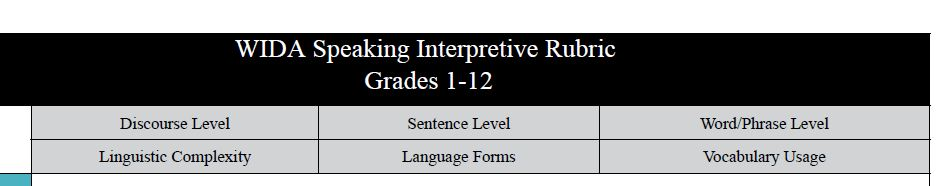 WIDA Speaking Interpretive Rubric
Grades 1-12
Discourse Level Sentence Level Word/Phrase Level
Linguistic Complexity Language Forms Vocabulary Usage